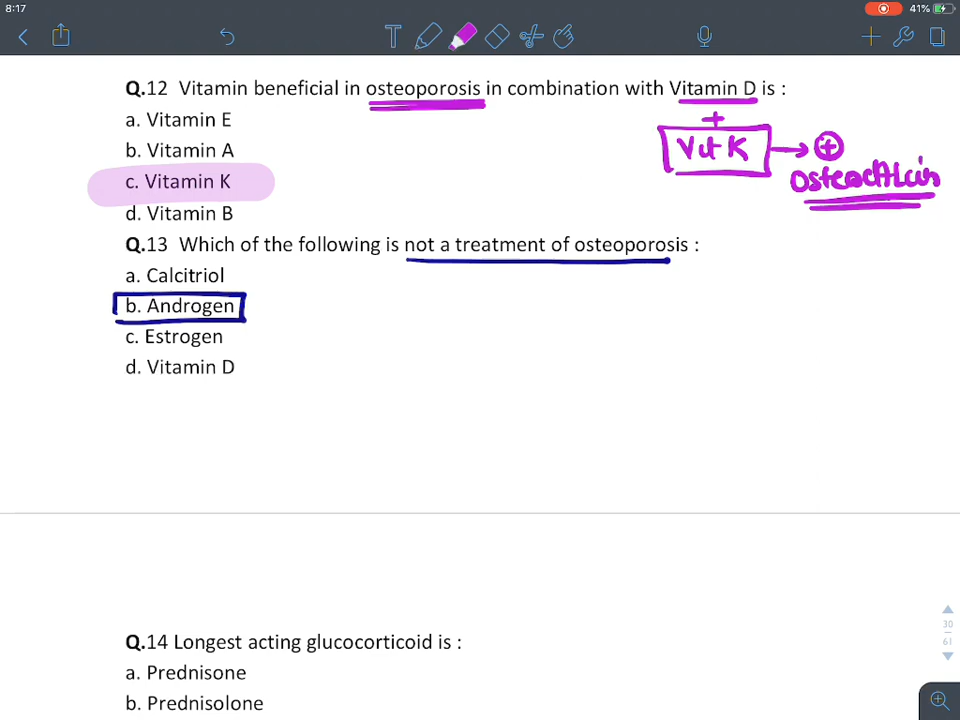 8:17
41%
T
Q.12 Vitamin beneficial in osteoporosis in combination with Vitamin D is :
a. Vitamin E
+
b. Vitamin A
Vit K → +
c. Vitamin K
d. Vitamin B
Q.13 Which of the following is not a treatment of osteoporosis :
a. Calcitriol
b. Androgen
c. Estrogen
d. Vitamin D
30
61
Q.14 Longest acting glucocorticoid is :
a. Prednisone
b. Prednisolone